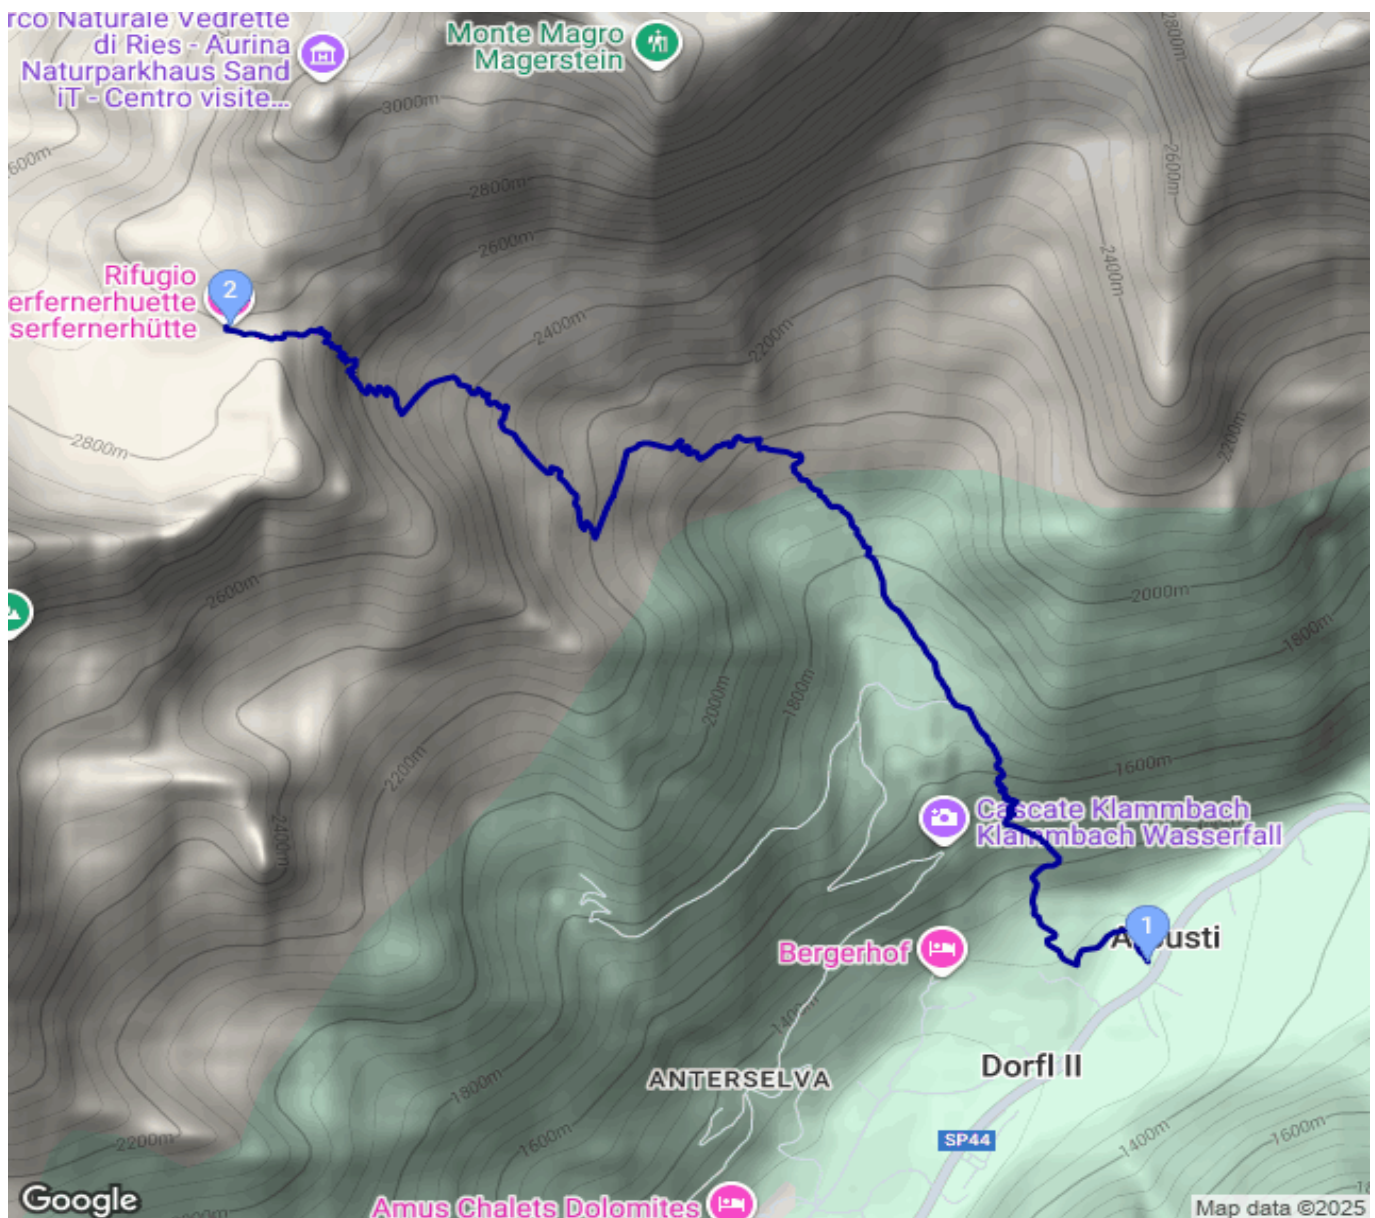 rco Naturale Vedrette
di Ries - Aurina
Naturparkhaus Sand
iT - Centro visite...
Monte Magro
Magerstein
2800m
3000m
2600m
2800m
2600m
2400m
Rifugio
erfernerhuette
serfernerhütte
2
2400m
2200m
2800m
2200m
2600m
2000m
1800m
2000m
1800m
2200m
1600m
2400m
Cascate Klammbach
Klammbach Wasserfall
1
Bergerhof
1400m
Dorfl II
ANTERSELVA
1800m
1600m
2200m
SP44
1400m
1600m
Google
Amus Chalets Dolomites
Map data ©2025